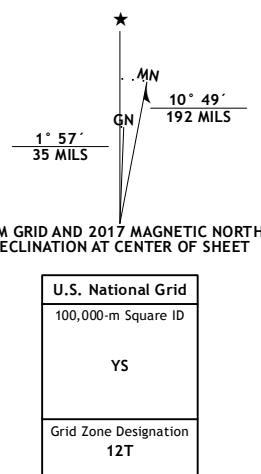 ★
MN
GN
10° 49´
192 MILS
1° 57´
35 MILS
M GRID AND 2017 MAGNETIC NORTH
ECLINATION AT CENTER OF SHEET
U.S. National Grid
100,000-m Square ID
YS
Grid Zone Designation
12T